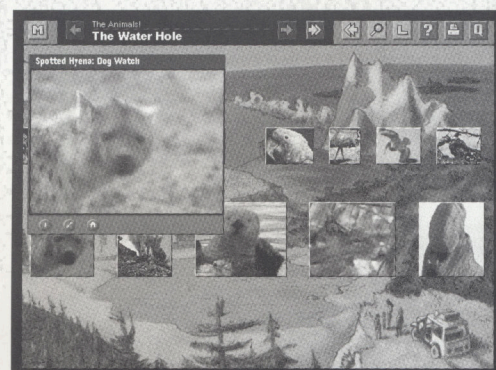 M
The Animals!
The Water Hole
L
?
Spotted Hyena: Dog Watch